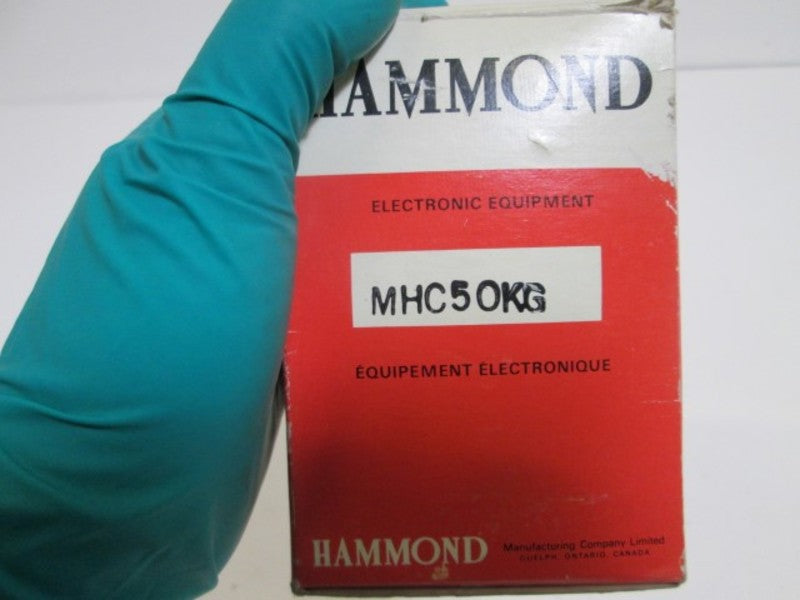 HAMMOND
ELECTRONIC EQUIPMENT
MHC50KG
ÉQUIPEMENT ÉLECTRONIQUE
HAMMOND Manufacturing Company Limited
GUELPH, ONTARIO, CANADA